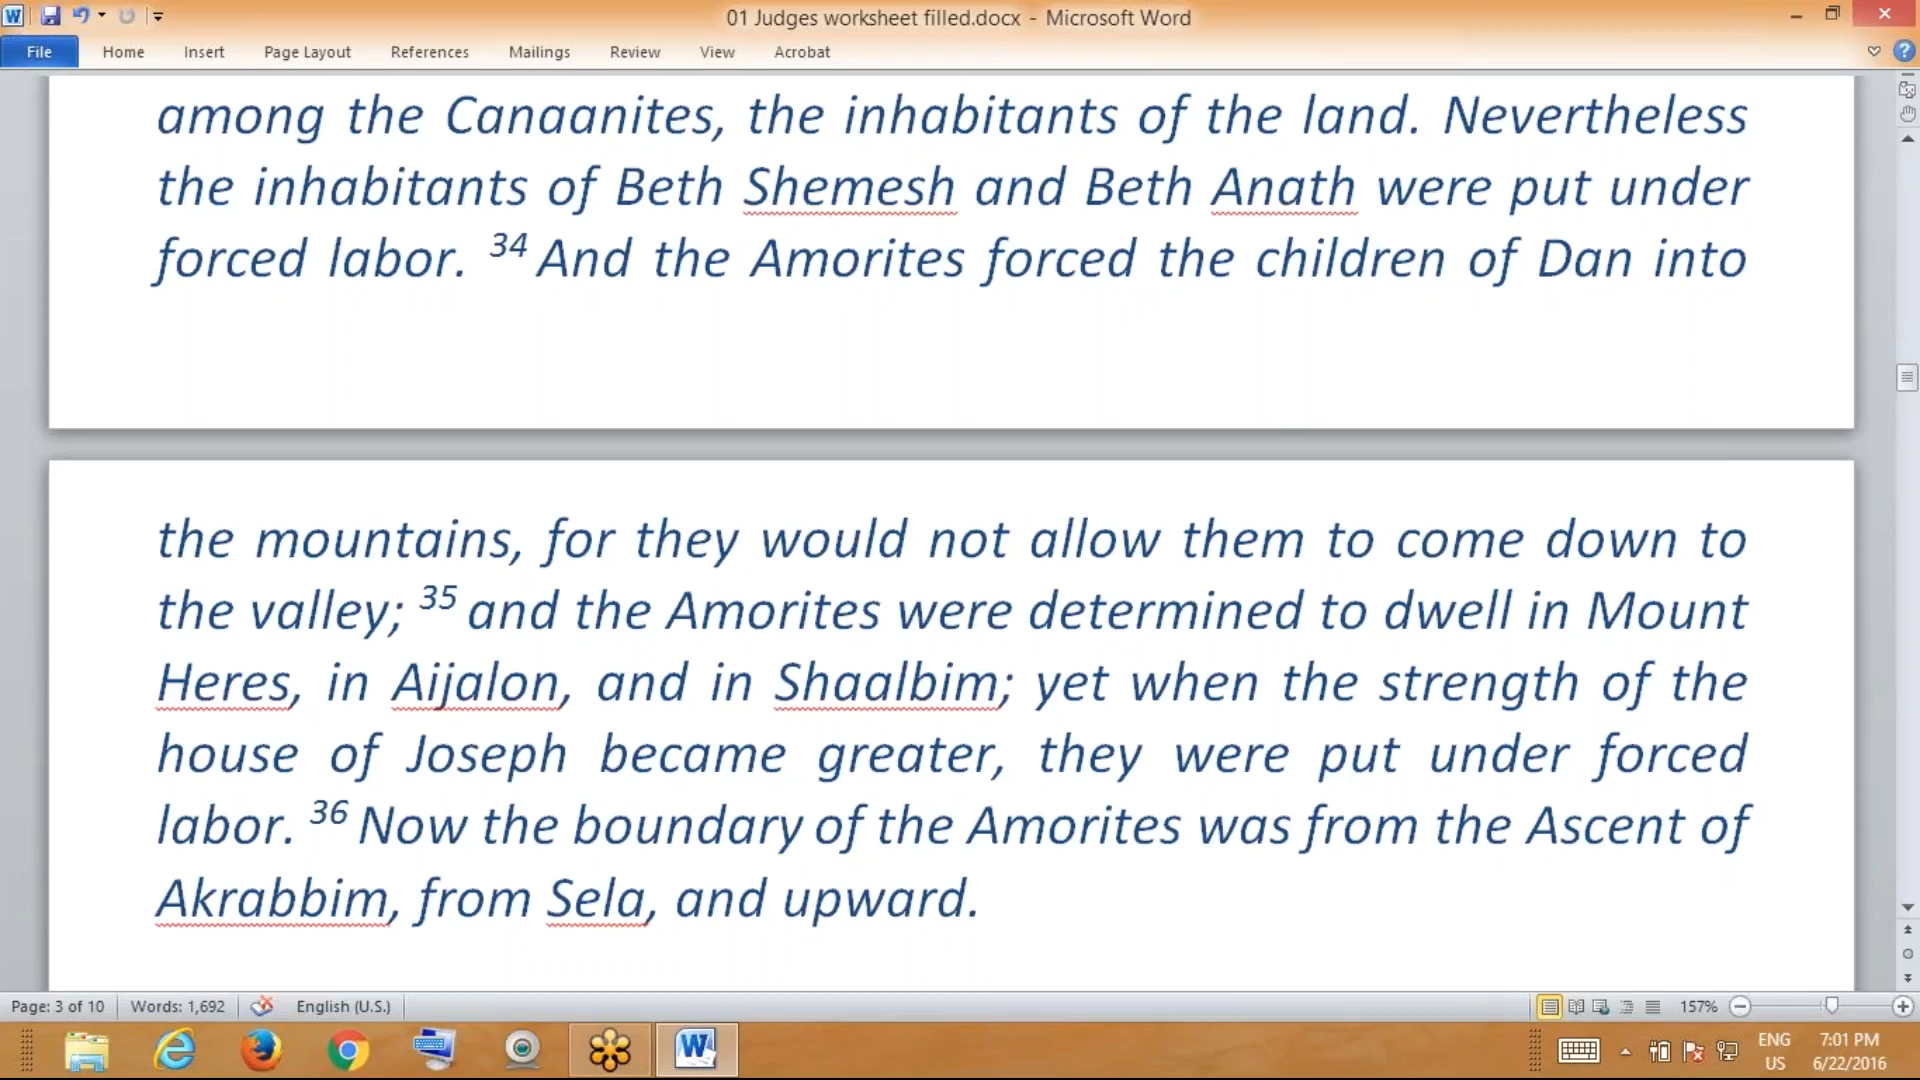 01 Judges worksheet filled.docx - Microsoft Word
File Home Insert Page Layout References Mailings Review View Acrobat
among the Canaanites, the inhabitants of the land. Nevertheless
the inhabitants of Beth Shemesh and Beth Anath were put under
forced labor. 34 And the Amorites forced the children of Dan into
the mountains, for they would not allow them to come down to
the valley; 35 and the Amorites were determined to dwell in Mount
Heres, in Aijalon, and in Shaalbim; yet when the strength of the
house of Joseph became greater, they were put under forced
labor. 36 Now the boundary of the Amorites was from the Ascent of
Akrabbim, from Sela, and upward.
Page: 3 of 10 Words: 1,692 English (U.S.) 157%
ENG 7:01 PM
US 6/22/2016